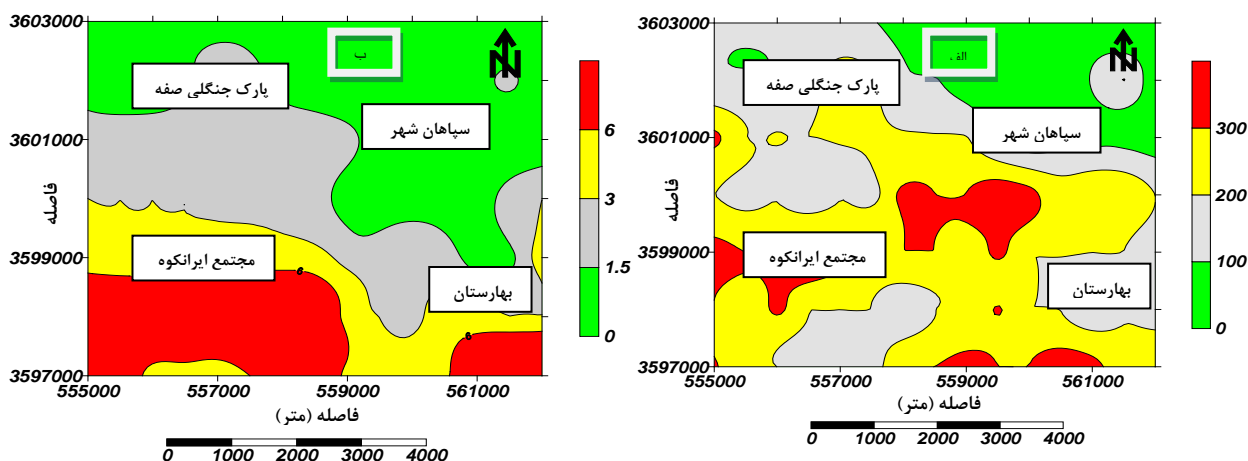 3603000
3601000
3599000
3597000
555000
557000
559000
561000
فاصله
فاصله (متر)
ب
N
پارک جنگلی صفه
سپاهان شهر
مجتمع ایرانکوه
بهارستان
6
6
6
3
1.5
0
0 1000 2000 3000 4000
3603000
3601000
3599000
3597000
555000
557000
559000
561000
فاصله
فاصله (متر)
الف
N
پارک جنگلی صفه
سپاهان شهر
مجتمع ایرانکوه
بهارستان
300
200
100
0
0 1000 2000 3000 4000